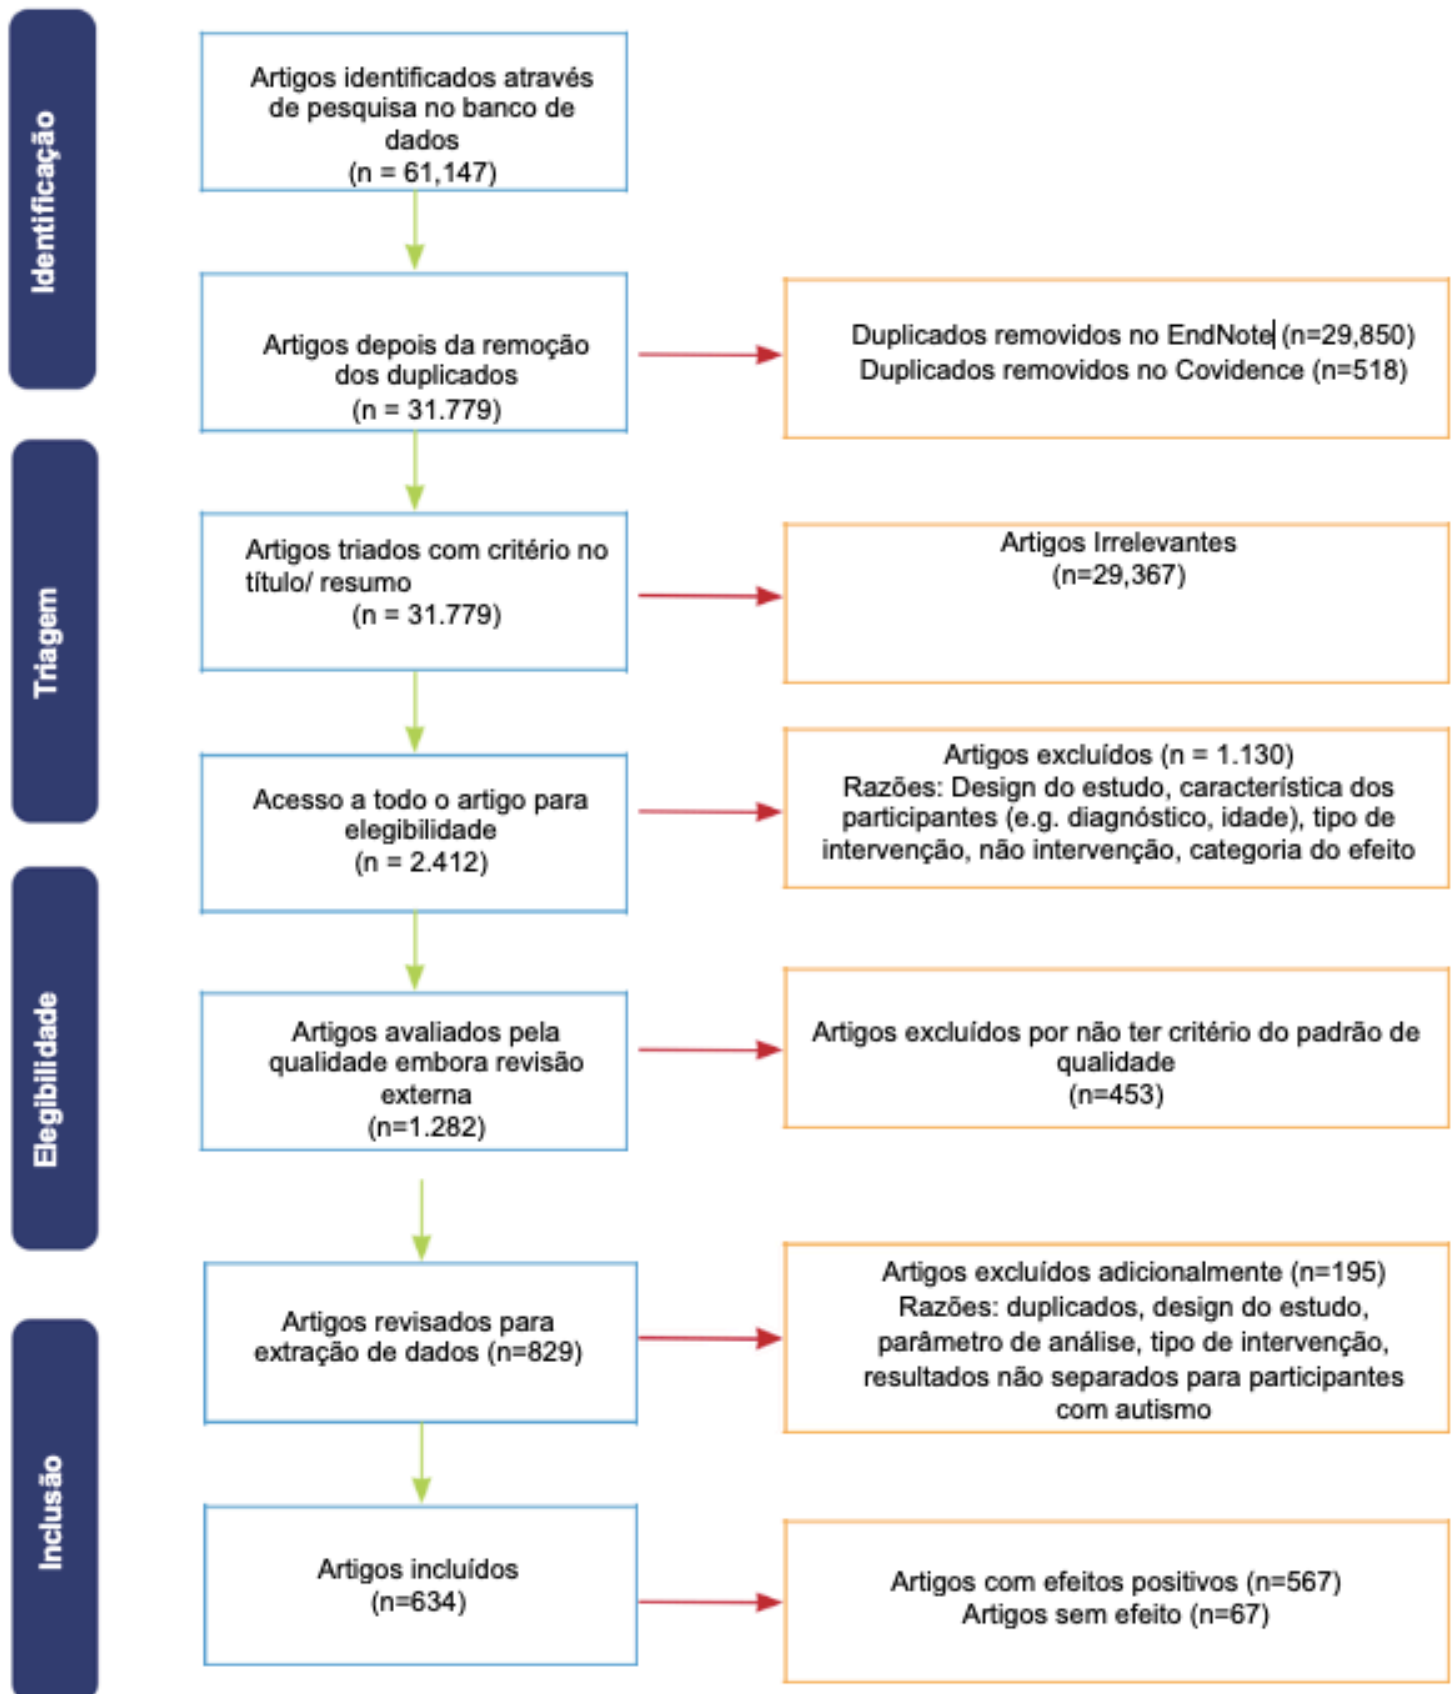 Identificação
Artigos identificados através
de pesquisa no banco de
dados
(n = 61,147)
Artigos depois da remoção
dos duplicados
(n = 31.779)
Duplicados removidos no EndNote (n=29,850)
Duplicados removidos no Covidence (n=518)
Triagem
Artigos triados com critério no
título/ resumo
(n = 31.779)
Artigos Irrelevantes
(n=29,367)
Acesso a todo o artigo para
elegibilidade
(n = 2.412)
Artigos excluídos (n = 1.130)
Razões: Design do estudo, característica dos
participantes (e.g. diagnóstico, idade), tipo de
intervenção, não intervenção, categoria do efeito
Elegibilidade
Artigos avaliados pela
qualidade embora revisão
externa
(n=1.282)
Artigos excluídos por não ter critério do padrão de
qualidade
(n=453)
Artigos revisados para
extração de dados (n=829)
Artigos excluídos adicionalmente (n=195)
Razões: duplicados, design do estudo,
parâmetro de análise, tipo de intervenção,
resultados não separados para participantes
com autismo
Inclusão
Artigos incluídos
(n=634)
Artigos com efeitos positivos (n=567)
Artigos sem efeito (n=67)